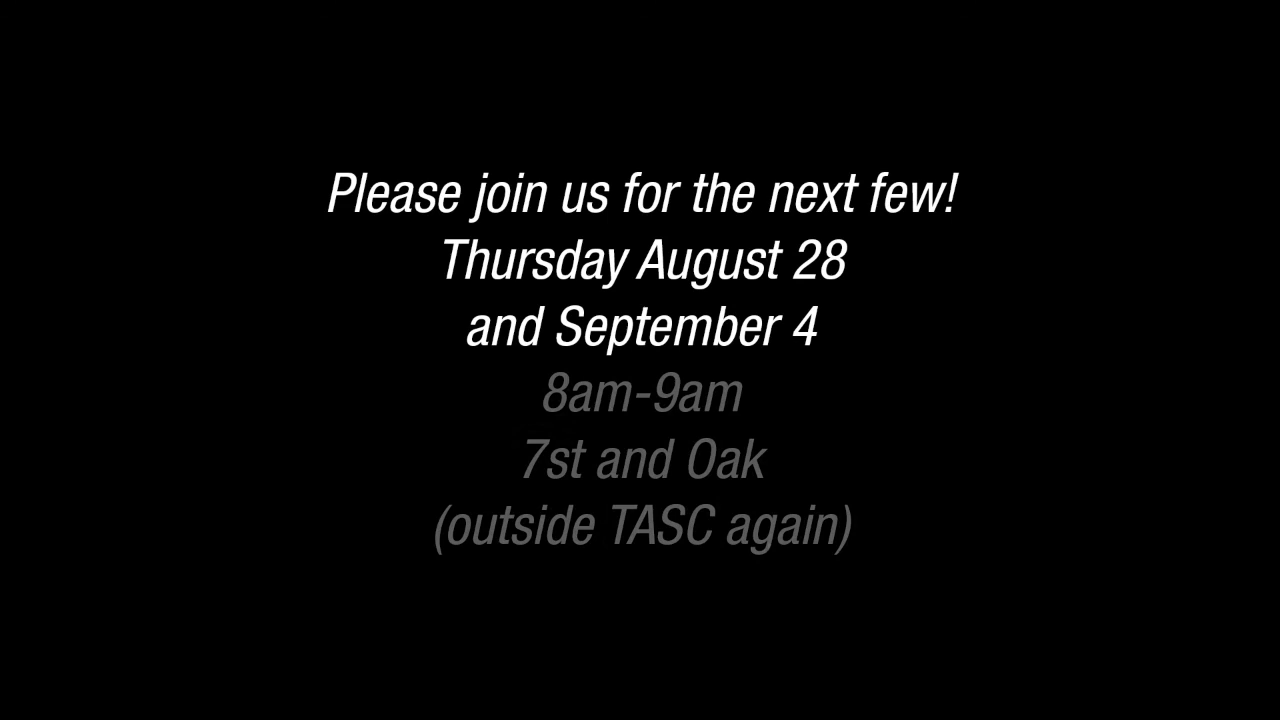 Please join us for the next few!
Thursday August 28
and September 4
8am-9am
7st and Oak
(outside TASC again)